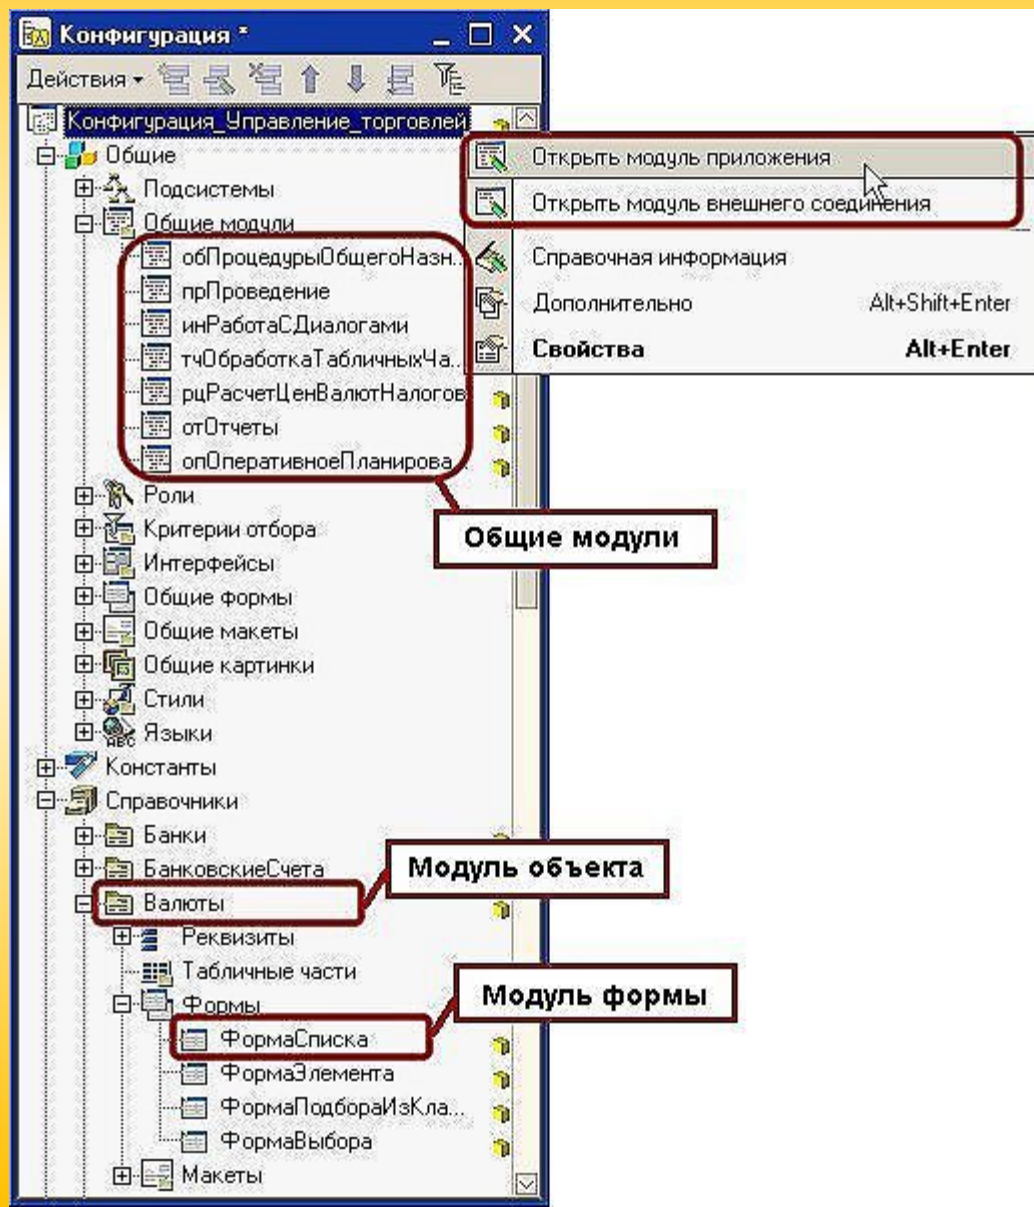 Конфигурация *
Действия
Конфигурация_Управление_торговлей
Общие
Открыть модуль приложения
Подсистемы
Открыть модуль внешнего соединения
Общие модули
обПроцедурыОбщегоНазн...
Справочная информация
прПроведение
Дополнительно Alt+Shift+Enter
инРаботаСДиалогами
Свойства Alt+Enter
тчОбработкаТабличныхЧа...
рцРасчетЦенВалютНалогов
отОтчеты
опОперативноеПланирова...
Роли
Критерии отбора
Общие модули
Интерфейсы
Общие формы
Общие макеты
Общие картинки
Стили
Языки
Константы
Справочники
Банки
БанковскиеСчета
Модуль объекта
Валюты
Реквизиты
Табличные части
Модуль формы
Формы
ФормаСписка
ФормаЭлемента
ФормаПодбораИзКла...
ФормаВыбора
Макеты